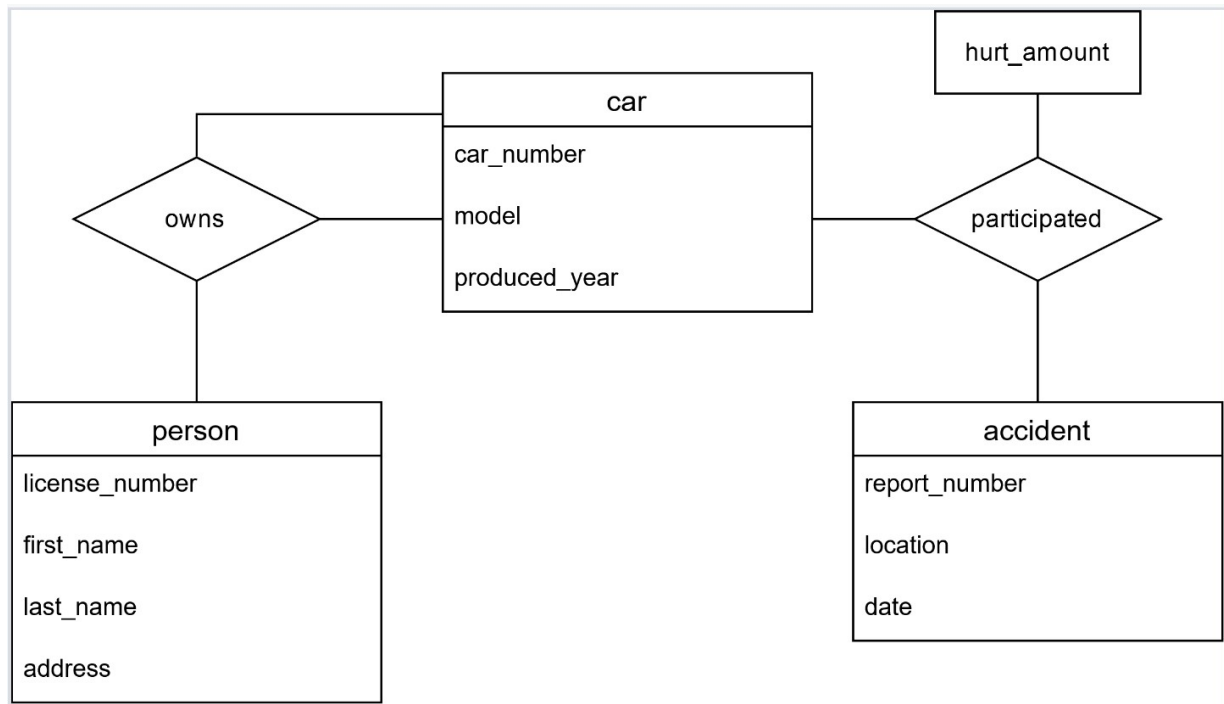 hurt_amount
car
car_number
model
produced_year
owns
participated
person
license_number
first_name
last_name
address
accident
report_number
location
date